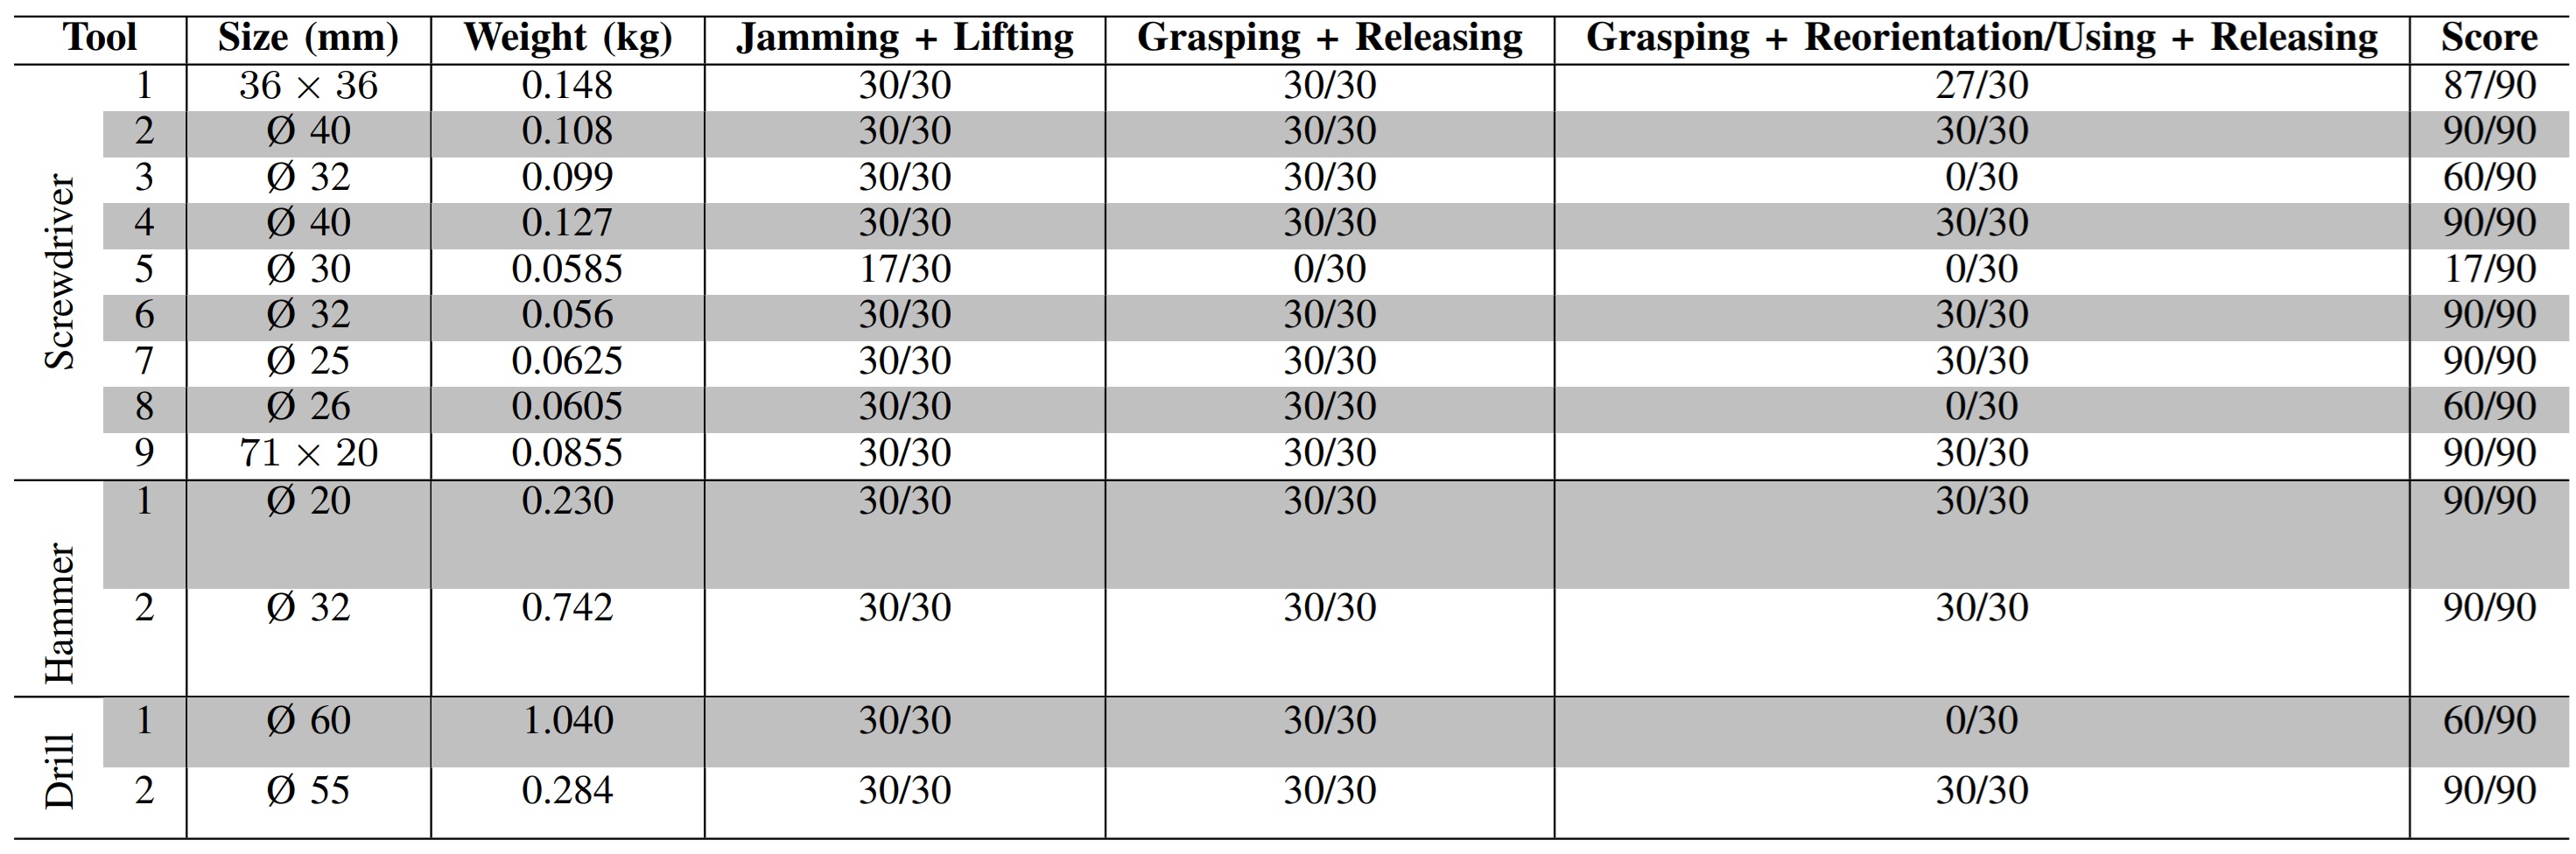 Tool Size (mm) Weight (kg) Jamming + Lifting Grasping + Releasing Grasping + Reorientation/Using + Releasing Score
Screwdriver
1 36 × 36 0.148 30/30 30/30 27/30 87/90
2 Ø 40 0.108 30/30 30/30 30/30 90/90
3 Ø 32 0.099 30/30 30/30 0/30 60/90
4 Ø 40 0.127 30/30 30/30 30/30 90/90
5 Ø 30 0.0585 17/30 0/30 0/30 17/90
6 Ø 32 0.056 30/30 30/30 30/30 90/90
7 Ø 25 0.0625 30/30 30/30 30/30 90/90
8 Ø 26 0.0605 30/30 30/30 0/30 60/90
9 71 × 20 0.0855 30/30 30/30 30/30 90/90
Hammer
1 Ø 20 0.230 30/30 30/30 30/30 90/90
2 Ø 32 0.742 30/30 30/30 30/30 90/90
Drill
1 Ø 60 1.040 30/30 30/30 0/30 60/90
2 Ø 55 0.284 30/30 30/30 30/30 90/90